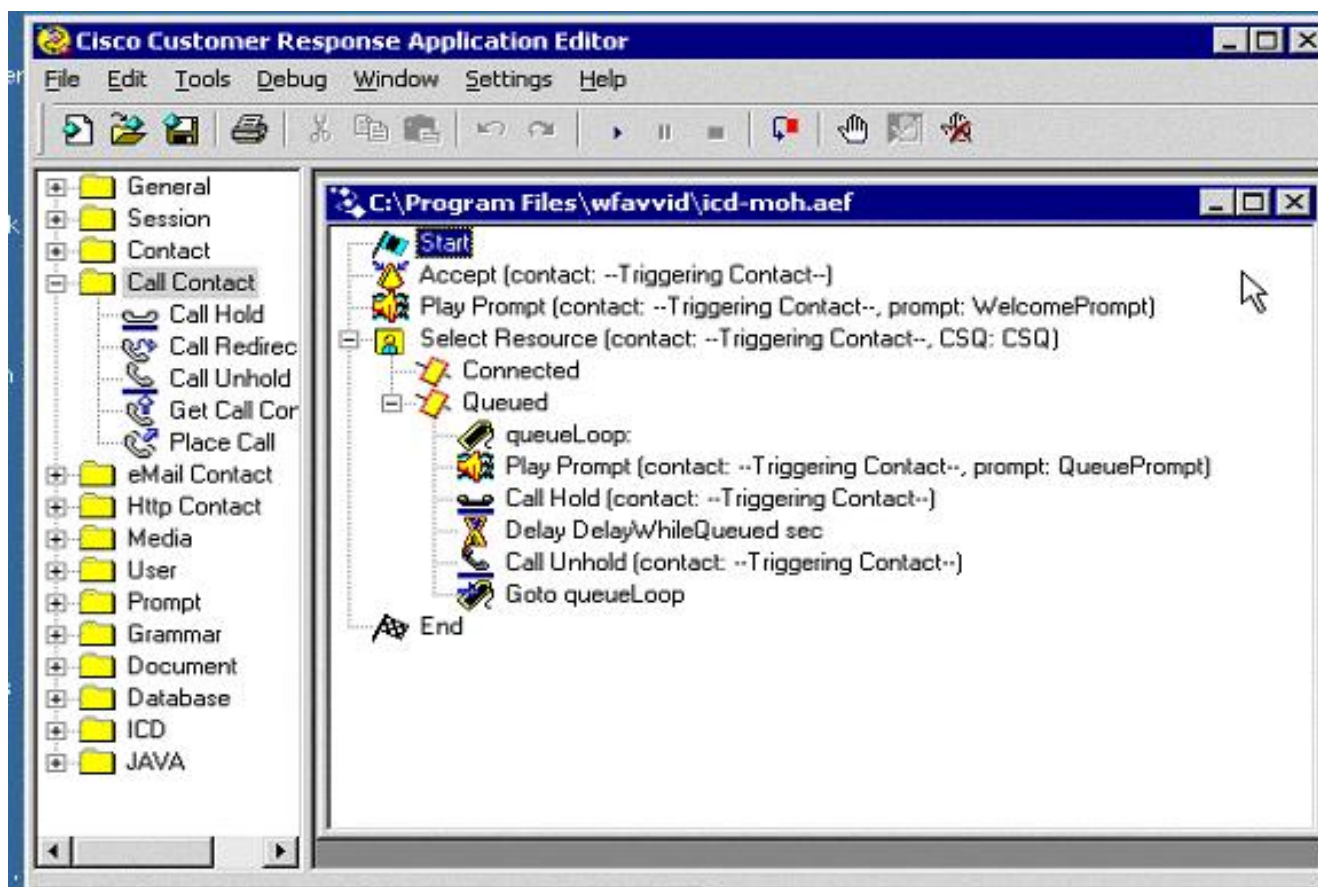 Cisco Customer Response Application Editor
File Edit Tools Debug Window Settings Help
General
Session
Contact
Call Contact
Call Hold
Call Redirec
Call Unhold
Get Call Cor
Place Call
eMail Contact
Http Contact
Media
User
Prompt
Grammar
Document
Database
ICD
JAVA
C:\Program Files\wfavvid\icd-moh.aef
Start
Accept (contact: --Triggering Contact--)
Play Prompt (contact: --Triggering Contact--, prompt: WelcomePrompt)
Select Resource (contact: --Triggering Contact--, CSQ: CSQ)
Connected
Queued
queueLoop:
Play Prompt (contact: --Triggering Contact--, prompt: QueuePrompt)
Call Hold (contact: --Triggering Contact--)
Delay DelayWhileQueued sec
Call Unhold (contact: --Triggering Contact--)
Goto queueLoop
End